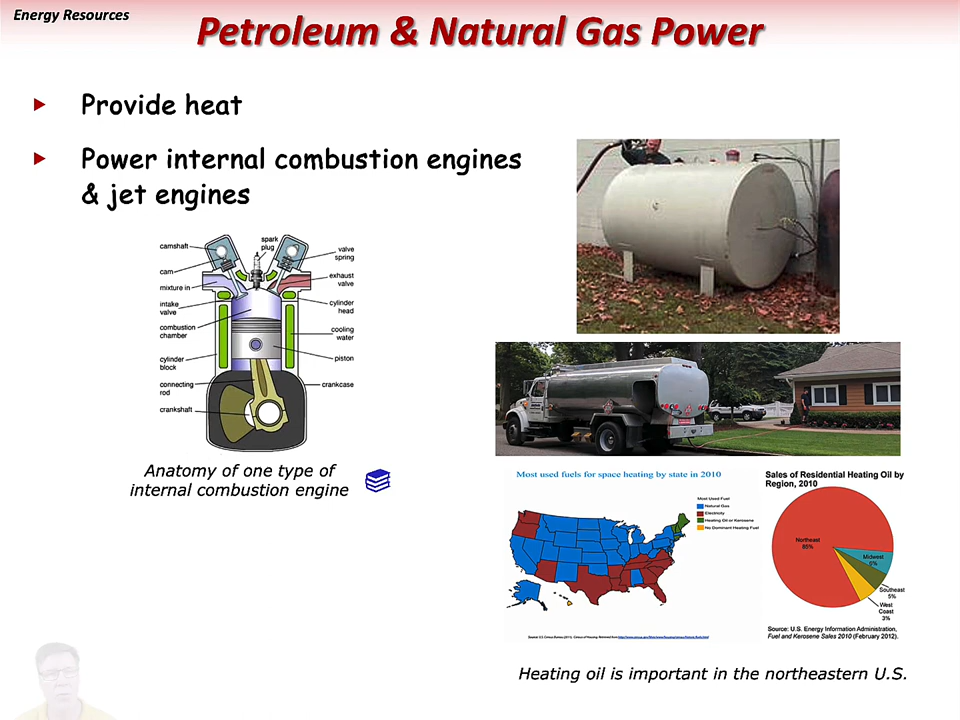 Energy Resources
Petroleum & Natural Gas Power
Provide heat
Power internal combustion engines
& jet engines
camshaft
spark
plug
valve
spring
cam
mixture in
exhaust
valve
intake
valve
cylinder
head
combustion
chamber
cooling
water
cylinder
block
piston
connecting
rod
crankcase
crankshaft
Anatomy of one type of
internal combustion engine
Most used fuels for space heating by state in 2010
Most Used Fuel
Natural Gas
Electricity
Heating Oil or Kerosene
No Dominant Heating Fuel
Sales of Residential Heating Oil by
Region, 2010
Northeast
Midwest
Southeast
5%
West
Coast
3%
Source: U.S. Energy Information Administration,
Fuel and Kerosene Sales 2010 (February 2012).
Heating oil is important in the northeastern U.S.